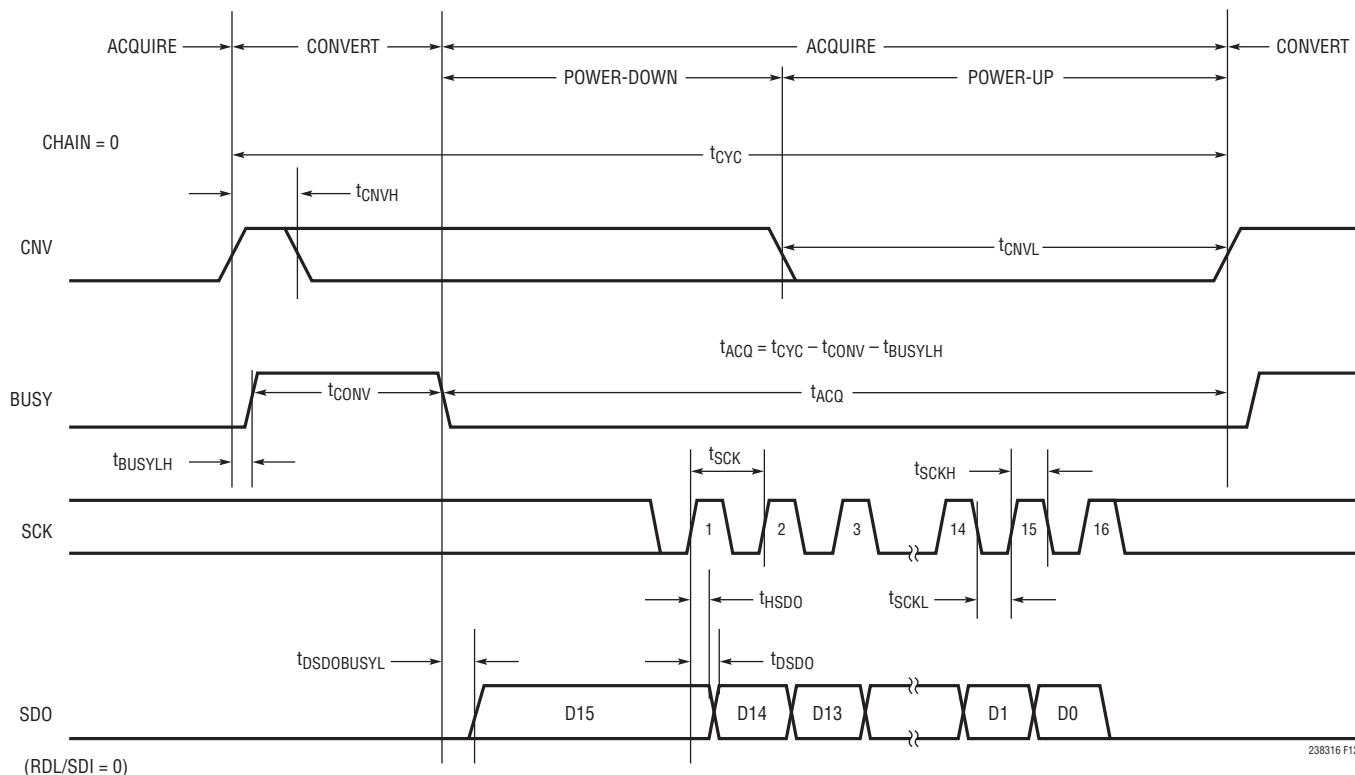 ACQUIRE CONVERT ACQUIRE CONVERT
POWER-DOWN POWER-UP
CHAIN = 0
tCYC
tCNVH
CNV
tCNVL
tACQ = tCYC – tCONV – tBUSYLH
BUSY
tCONV
tACQ
tBUSYLH
tSCK
tSCKH
SCK
1 2 3 14 15 16
tHSDO
tSCKL
tDSDOBUSYL
tDSDO
SDO
D15 D14 D13 D1 D0
238316 F12
(RDL/SDI = 0)